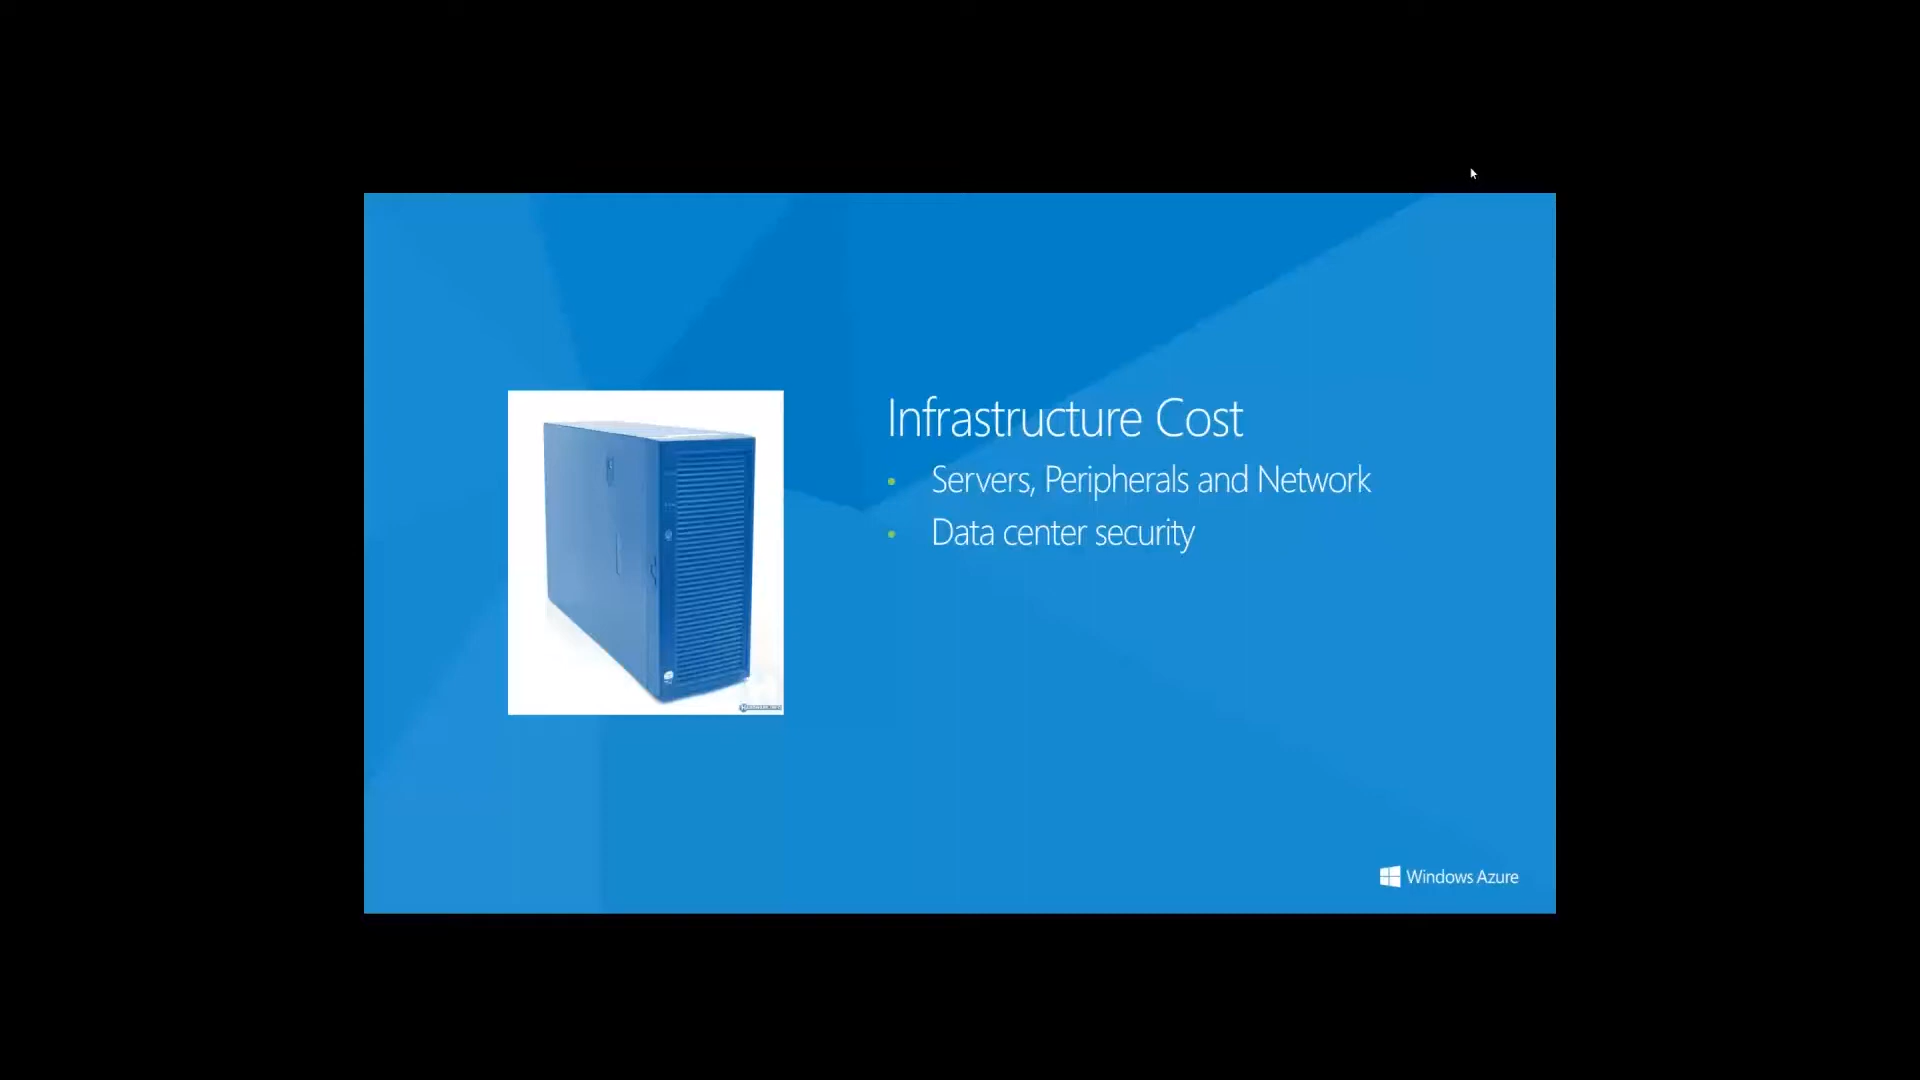 Infrastructure Cost
• Servers, Peripherals and Network
• Data center security
Windows Azure